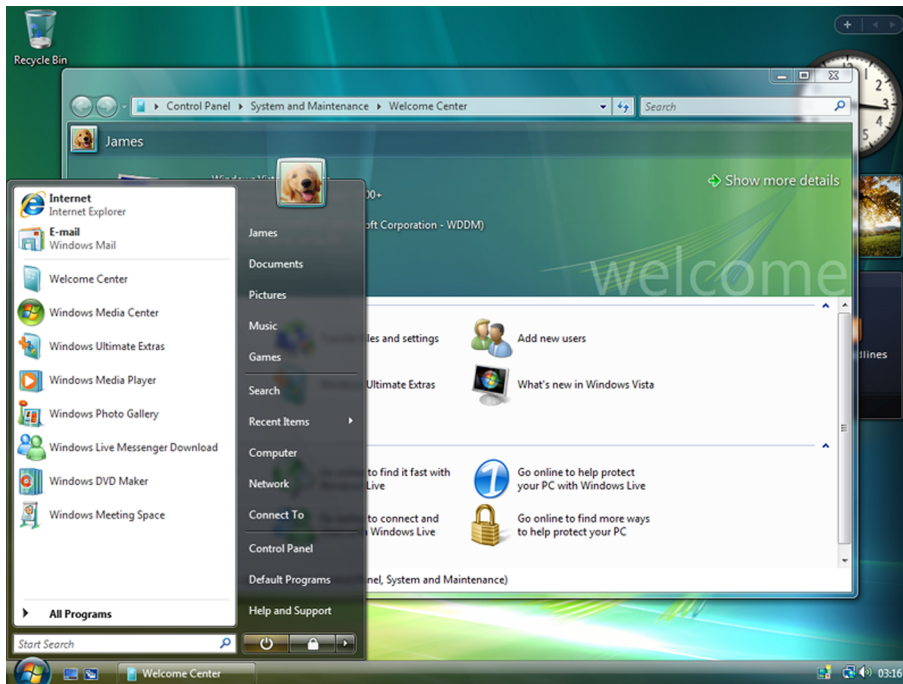 Recycle Bin
Control Panel
System and Maintenance
Welcome Center
Search
James
Show more details
00+
oft Corporation - WDDM)
welcome
Internet
Internet Explorer
E-mail
Windows Mail
Welcome Center
Windows Media Center
Windows Ultimate Extras
Windows Media Player
Windows Photo Gallery
Windows Live Messenger Download
Windows DVD Maker
Windows Meeting Space
All Programs
Start Search
James
Documents
Pictures
Music
Games
Search
Recent Items
Computer
Network
Connect To
Control Panel
Default Programs
Help and Support
les and settings
Add new users
Ultimate Extras
What's new in Windows Vista
to find it fast with
Live
Go online to help protect
your PC with Windows Live
to connect and
Windows Live
Go online to find more ways
to help protect your PC
nel, System and Maintenance)
dlines
2
3
4
5
Welcome Center
03:16